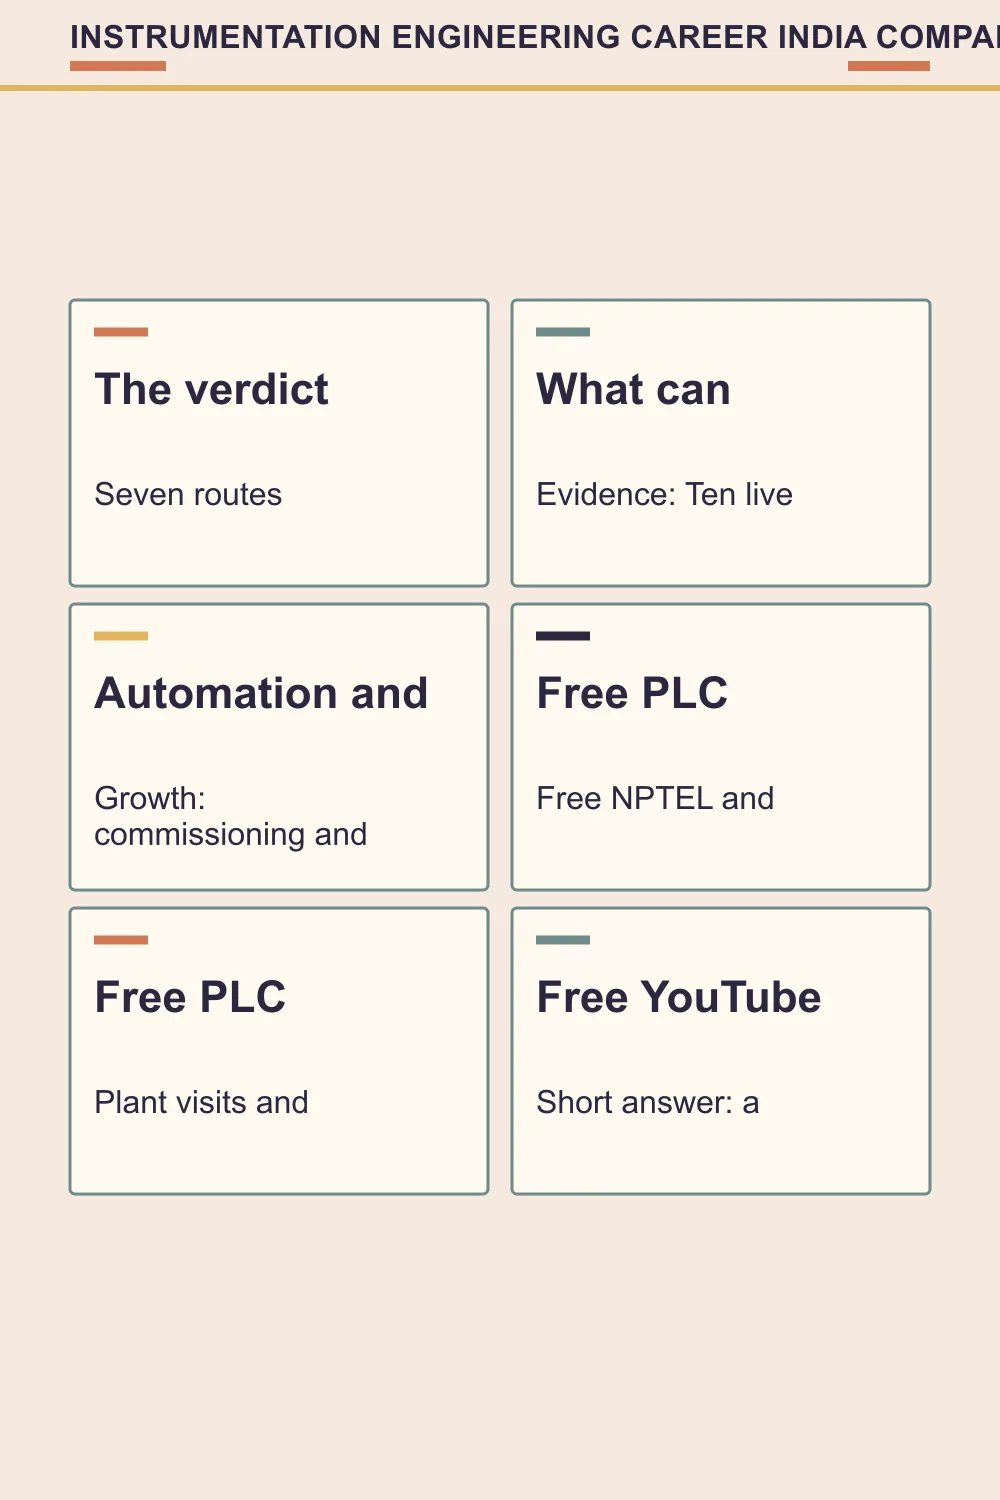 INSTRUMENTATION ENGINEERING CAREER INDIA COMPA
The verdict
Seven routes
What can
Evidence: Ten live
Automation and
Growth:
commissioning and
Free PLC
Free NPTEL and
Free PLC
Plant visits and
Free YouTube
Short answer: a